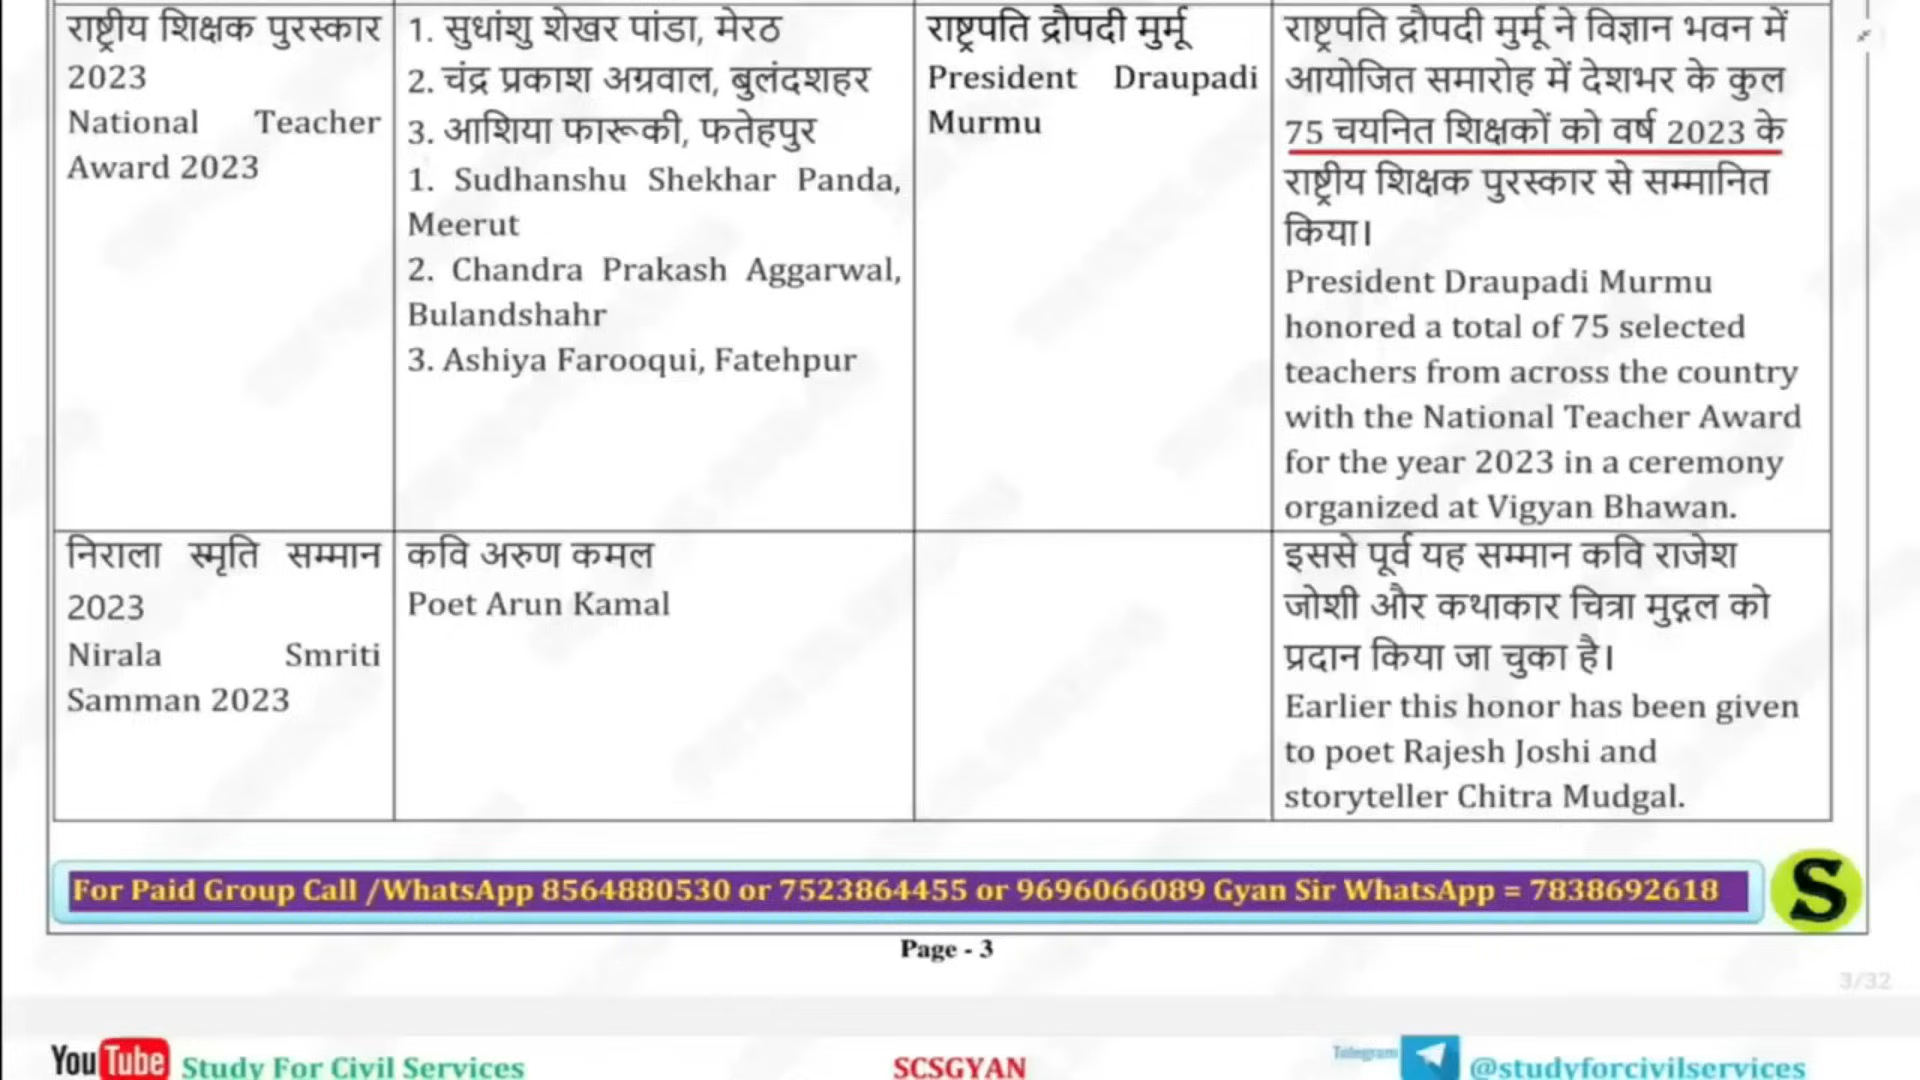 राष्ट्रीय शिक्षक पुरस्कार
2023
National Teacher
Award 2023
1. सुधांशु शेखर पांडा, मेरठ
2. चंद्र प्रकाश अग्रवाल, बुलंदशहर
3. आशिया फारूकी, फतेहपुर
1. Sudhanshu Shekhar Panda,
Meerut
2. Chandra Prakash Aggarwal,
Bulandshahr
3. Ashiya Farooqui, Fatehpur
राष्ट्रपति द्रौपदी मुर्मू
President Draupadi
Murmu
राष्ट्रपति द्रौपदी मुर्मू ने विज्ञान भवन में
आयोजित समारोह में देशभर के कुल
75 चयनित शिक्षकों को वर्ष 2023 के
राष्ट्रीय शिक्षक पुरस्कार से सम्मानित
किया।
President Draupadi Murmu
honored a total of 75 selected
teachers from across the country
with the National Teacher Award
for the year 2023 in a ceremony
organized at Vigyan Bhawan.
निराला स्मृति सम्मान
2023
Nirala Smriti
Samman 2023
कवि अरुण कमल
Poet Arun Kamal
इससे पूर्व यह सम्मान कवि राजेश
जोशी और कथाकार चित्रा मुद्गल को
प्रदान किया जा चुका है।
Earlier this honor has been given
to poet Rajesh Joshi and
storyteller Chitra Mudgal.
For Paid Group Call /WhatsApp 8564880530 or 7523864455 or 9696066089 Gyan Sir WhatsApp = 7838692618
S
Page - 3
3/32
YouTube Study For Civil Services
SCSGYAN
Telegram @studyforcivilservices